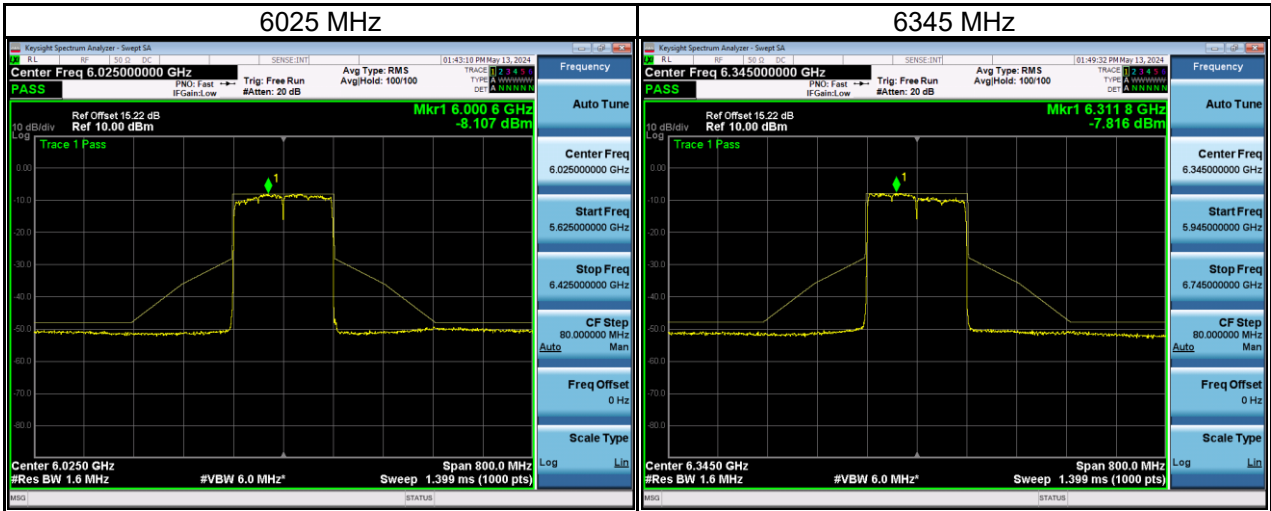 6025 MHz
6345 MHz
Keysight Spectrum Analyzer - Swept SA
RL RF 50 Ω DC SENSE:INT 01:43:10 PM May 13, 2024
Center Freq 6.025000000 GHz
PASS
PNO: Fast
IFGain:Low
Trig: Free Run
#Atten: 20 dB
Avg Type: RMS
Avg|Hold: 100/100
TRACE 1 2 3 4 5 6
TYPE A WWWWW
DET A N N N N N
Ref Offset 15.22 dB
10 dB/div Ref 10.00 dBm
Log
Mkr1 6.000 6 GHz
-8.107 dBm
Trace 1 Pass
1
0.00
-10.0
-20.0
-30.0
-40.0
-50.0
-60.0
-70.0
-80.0
Center 6.0250 GHz
Span 800.0 MHz
#Res BW 1.6 MHz
#VBW 6.0 MHz*
Sweep 1.399 ms (1000 pts)
MSG STATUS
Frequency
Auto Tune
Center Freq
6.025000000 GHz
Start Freq
5.625000000 GHz
Stop Freq
6.425000000 GHz
CF Step
80.000000 MHz
Auto Man
Freq Offset
0 Hz
Scale Type
Log Lin
Keysight Spectrum Analyzer - Swept SA
RL RF 50 Ω DC SENSE:INT 01:49:32 PM May 13, 2024
Center Freq 6.345000000 GHz
PASS
PNO: Fast
IFGain:Low
Trig: Free Run
#Atten: 20 dB
Avg Type: RMS
Avg|Hold: 100/100
TRACE 1 2 3 4 5 6
TYPE A WWWWW
DET A N N N N N
Ref Offset 15.22 dB
10 dB/div Ref 10.00 dBm
Log
Mkr1 6.311 8 GHz
-7.816 dBm
Trace 1 Pass
1
0.00
-10.0
-20.0
-30.0
-40.0
-50.0
-60.0
-70.0
-80.0
Center 6.3450 GHz
Span 800.0 MHz
#Res BW 1.6 MHz
#VBW 6.0 MHz*
Sweep 1.399 ms (1000 pts)
MSG STATUS
Frequency
Auto Tune
Center Freq
6.345000000 GHz
Start Freq
5.945000000 GHz
Stop Freq
6.745000000 GHz
CF Step
80.000000 MHz
Auto Man
Freq Offset
0 Hz
Scale Type
Log Lin